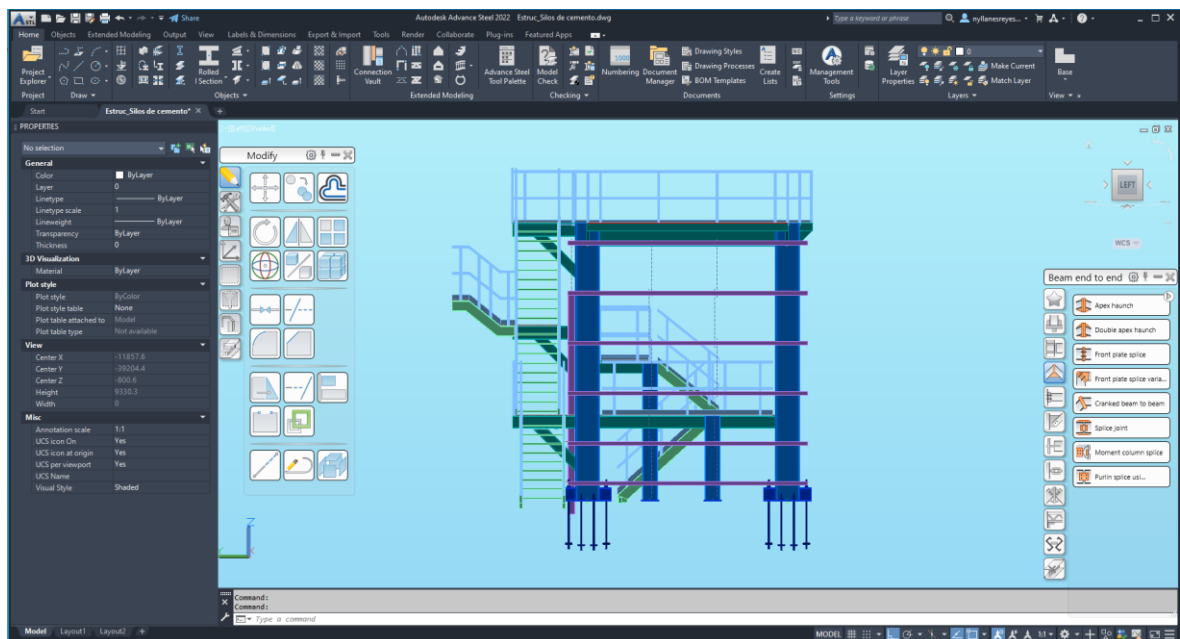 Share
Autodesk Advance Steel 2022 Estruc_Silos de cemento.dwg
Type a keyword or phrase
nyllanesreyes...
Home Objects Extended Modeling Output View Labels & Dimensions Export & Import Tools Render Collaborate Plug-ins Featured Apps
Project Explorer
Rolled I Section
Connection Vault
Advance Steel Tool Palette
Model Check
Numbering
Document Manager
Drawing Styles
Drawing Processes
BOM Templates
Create Lists
Management Tools
Layer Properties
0
Make Current
Match Layer
Base
Project Draw Objects Extended Modeling Checking Documents Settings Layers View
Start Estruc_Silos de cemento*
PROPERTIES
No selection
General
Color ByLayer
Layer 0
Linetype ByLayer
Linetype scale 1
Lineweight ByLayer
Transparency ByLayer
Thickness 0
3D Visualization
Material ByLayer
Plot style
Plot style ByColor
Plot style table None
Plot table attached to Model
Plot table type Not available
View
Center X -11857.6
Center Y -39204.4
Center Z -800.6
Height 9330.3
Width 0
Misc
Annotation scale 1:1
UCS icon On Yes
UCS icon at origin Yes
UCS per viewport Yes
UCS Name
Visual Style Shaded
Modify
LEFT
WCS
Beam end to end
Apex haunch
Double apex haunch
Front plate splice
Front plate splice varia...
Cranked beam to beam
Splice joint
Moment column splice
Purlin splice usi...
Z
Command:
Command:
Type a command
Model Layout1 Layout2
MODEL
1:1